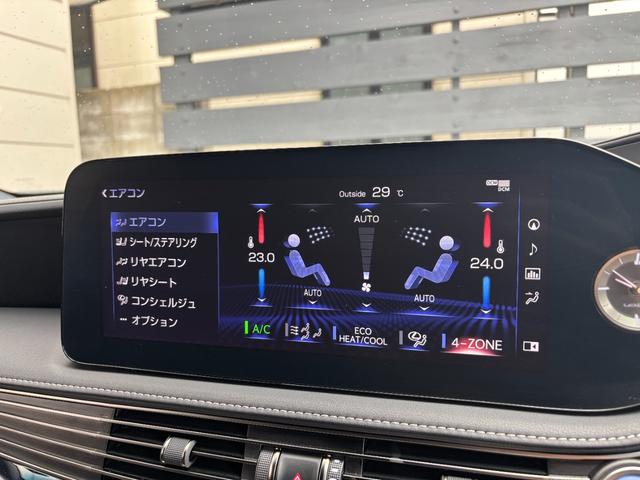 エアコン
Outside 29 ℃
DCM
DCM
エアコン
シート/ステアリング
リヤエアコン
リヤシート
コンシェルジュ
オプション
AUTO
23.0
24.0
AUTO
AUTO
A/C
ECO
HEAT/COOL
4-ZONE